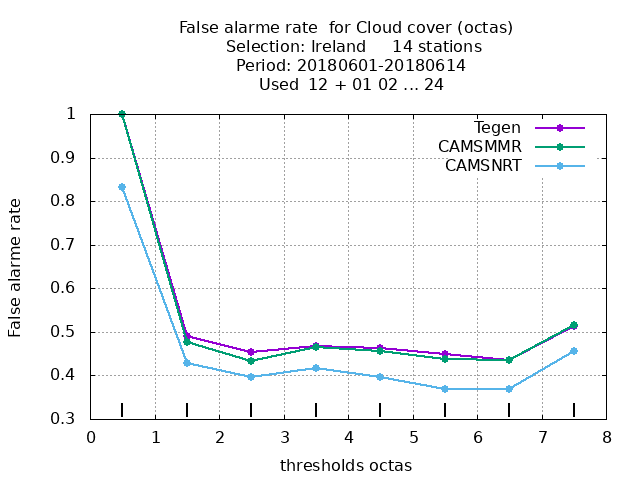 False alarme rate  for Cloud cover (octas)
Selection: Ireland     14 stations
Period: 20180601-20180614
Used  12 + 01 02 ... 24
Tegen
CAMSMMR
CAMSNRT
False alarme rate
1
0.9
0.8
0.7
0.6
0.5
0.4
0.3
0 1 2 3 4 5 6 7 8
thresholds octas